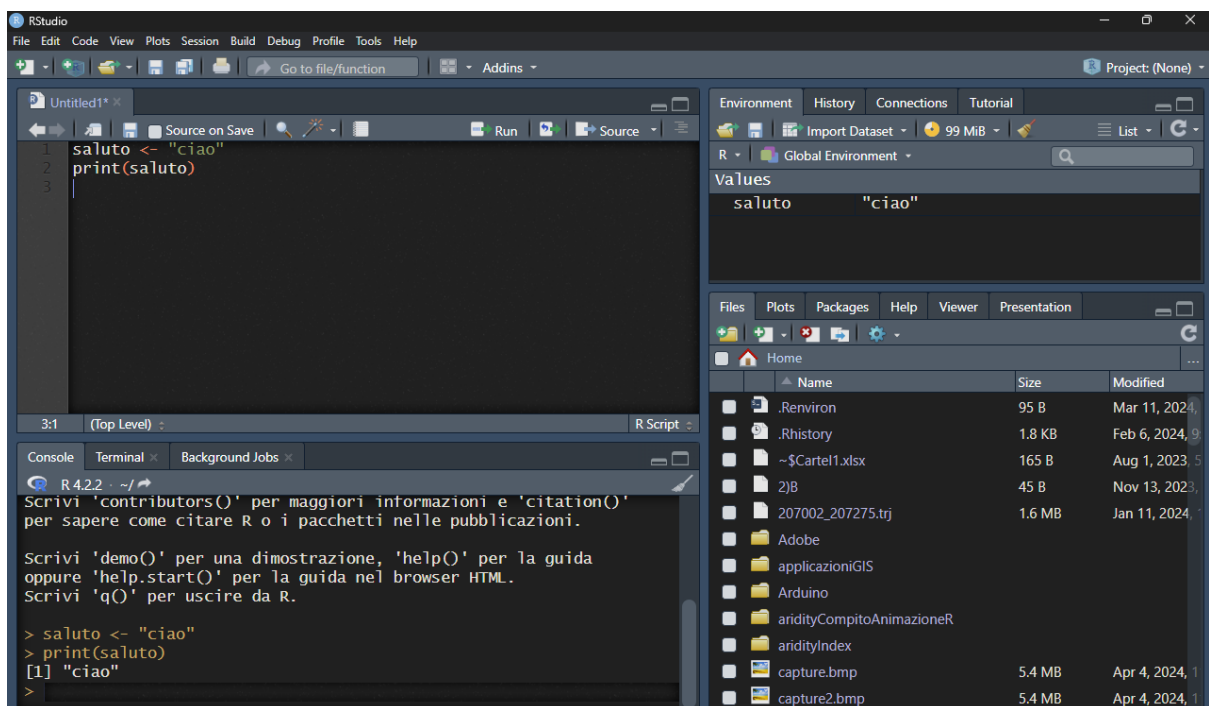 RStudio
File Edit Code View Plots Session Build Debug Profile Tools Help
Go to file/function Addins Project: (None)
Untitled1*
Source on Save Run Source
1 saluto <- "ciao"
2 print(saluto)
3
3:1 (Top Level) R Script
Console Terminal Background Jobs
R 4.2.2 · ~/
Scrivi 'contributors()' per maggiori informazioni e 'citation()'
per sapere come citare R o i pacchetti nelle pubblicazioni.
Scrivi 'demo()' per una dimostrazione, 'help()' per la guida
oppure 'help.start()' per la guida nel browser HTML.
Scrivi 'q()' per uscire da R.
> saluto <- "ciao"
> print(saluto)
[1] "ciao"
>
Environment History Connections Tutorial
Import Dataset 99 MiB List
R Global Environment
Values
saluto "ciao"
Files Plots Packages Help Viewer Presentation
Home
Name Size Modified
.Renviron 95 B Mar 11, 2024,
.Rhistory 1.8 KB Feb 6, 2024, 9
~$Cartel1.xlsx 165 B Aug 1, 2023, 5
2)B 45 B Nov 13, 2023,
207002_207275.trj 1.6 MB Jan 11, 2024, 1
Adobe
applicazioniGIS
Arduino
aridityCompitoAnimazioneR
aridityIndex
capture.bmp 5.4 MB Apr 4, 2024, 1
capture2.bmp 5.4 MB Apr 4, 2024, 1